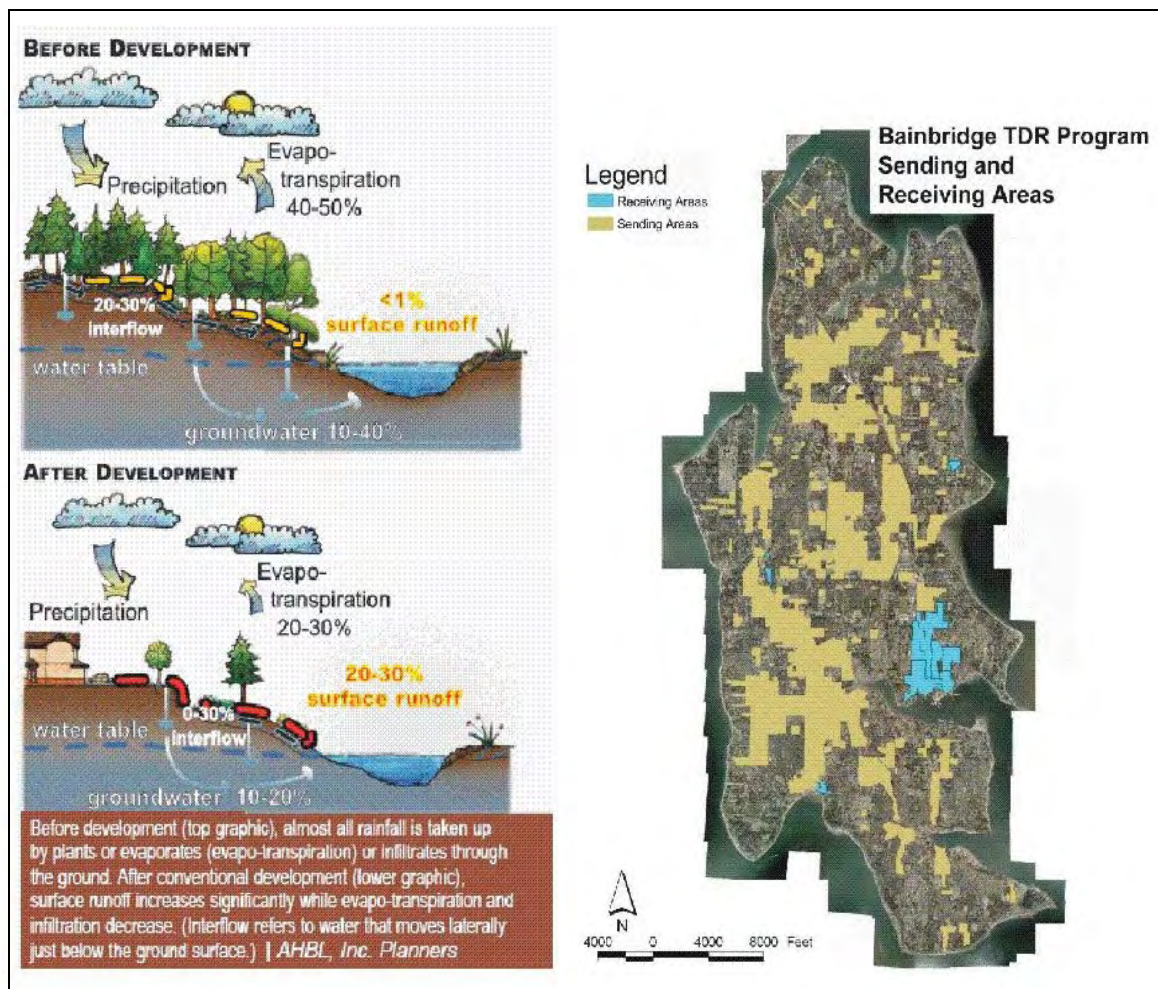 BEFORE DEVELOPMENT
Precipitation
Evapo-
transpiration
40-50%
20-30%
interflow
<1%
surface runoff
water table
groundwater 10-40%
AFTER DEVELOPMENT
Precipitation
Evapo-
transpiration
20-30%
20-30%
surface runoff
0-30%
interflow
water table
groundwater 10-20%
Before development (top graphic), almost all rainfall is taken up
by plants or evaporates (evapo-transpiration) or infiltrates through
the ground. After conventional development (lower graphic),
surface runoff increases significantly while evapo-transpiration and
infiltration decrease. (Interflow refers to water that moves laterally
just below the ground surface.) | AHBL, Inc. Planners
Bainbridge TDR Program
Sending and
Receiving Areas
Legend
Receiving Areas
Sending Areas
N
4000 0 4000 8000 Feet